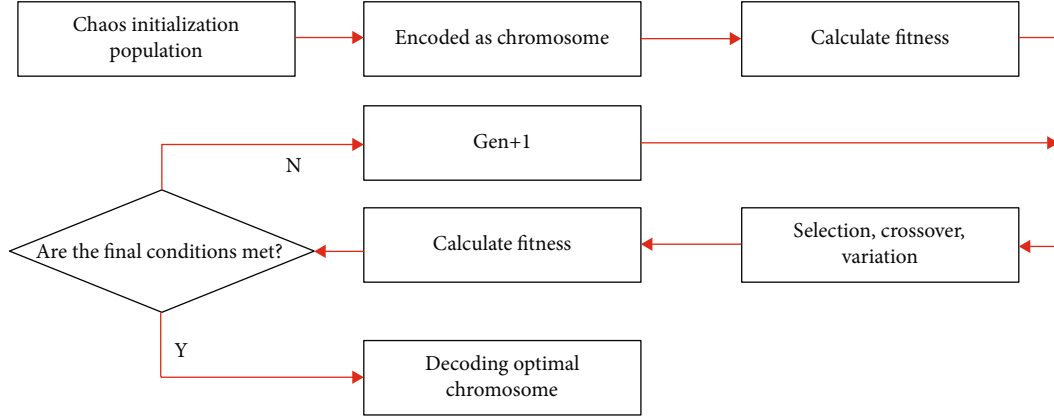 Chaos initialization
population
Encoded as chromosome
Calculate fitness
Gen+1
N
Are the final conditions met?
Calculate fitness
Selection, crossover,
variation
Y
Decoding optimal
chromosome